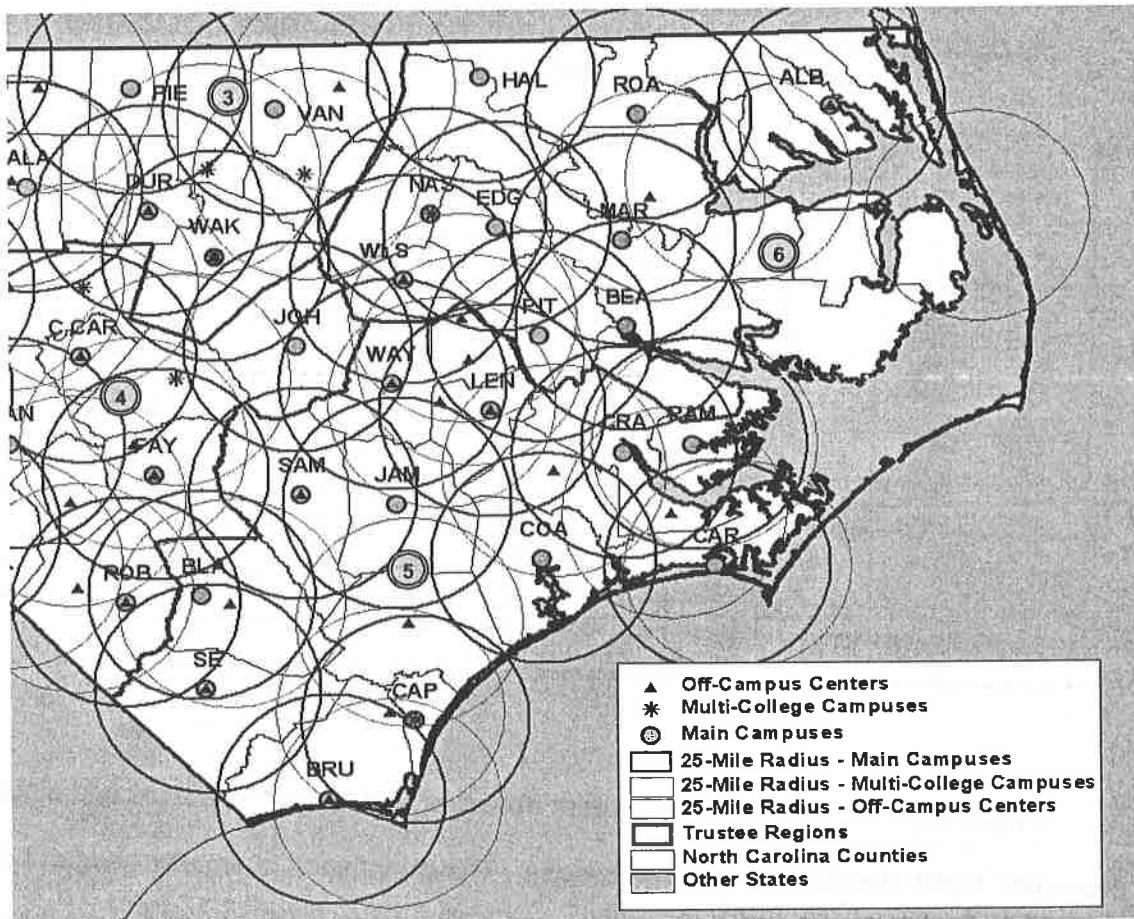 HAL
ROA
ALB
PIE
3
VAN
ALA
DUR
NAS
EDG
WAK
MAR
6
WLS
BEA
PIT
JOH
C.CAR
WAY
LEN
4
CRA
PAM
FAY
SAM
JAM
COA
CAR
5
ROB
BLA
SE
CAP
BRU
▲ Off-Campus Centers
Multi-College Campuses
Main Campuses
25-Mile Radius - Main Campuses
25-Mile Radius - Multi-College Campuses
25-Mile Radius - Off-Campus Centers
Trustee Regions
North Carolina Counties
Other States